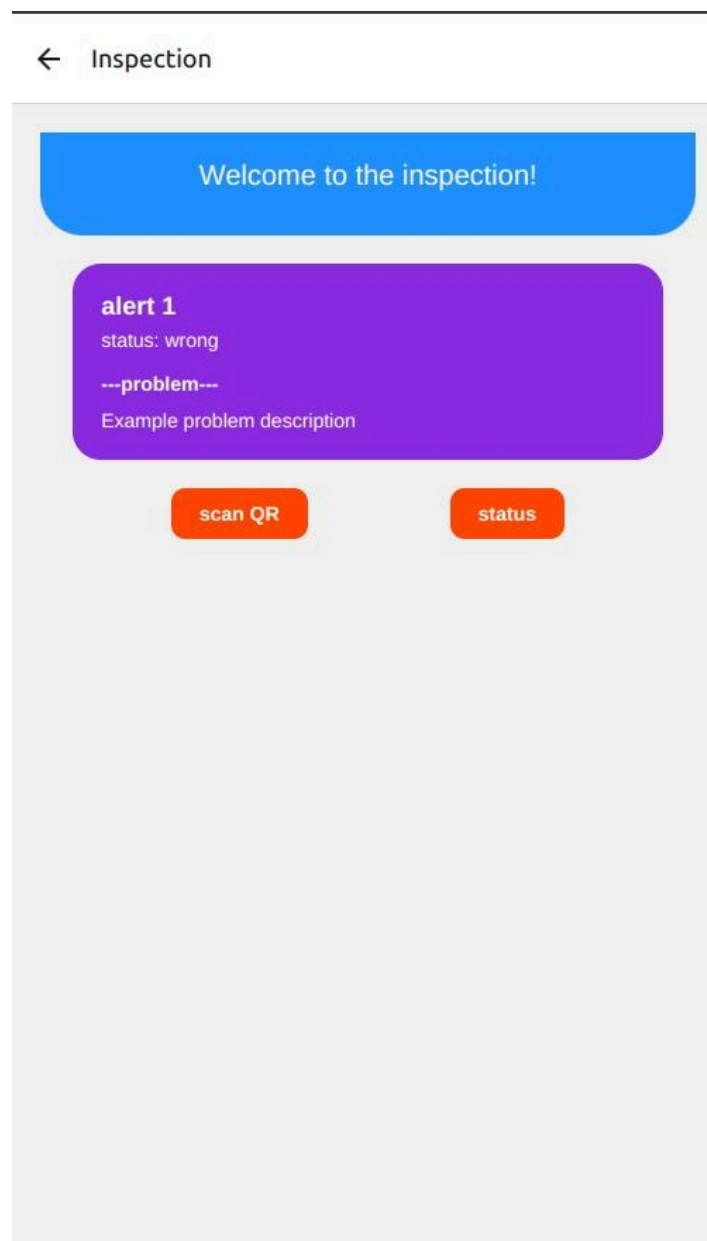 Inspection
Welcome to the inspection!
alert 1
status: wrong
---problem---
Example problem description
scan QR
status